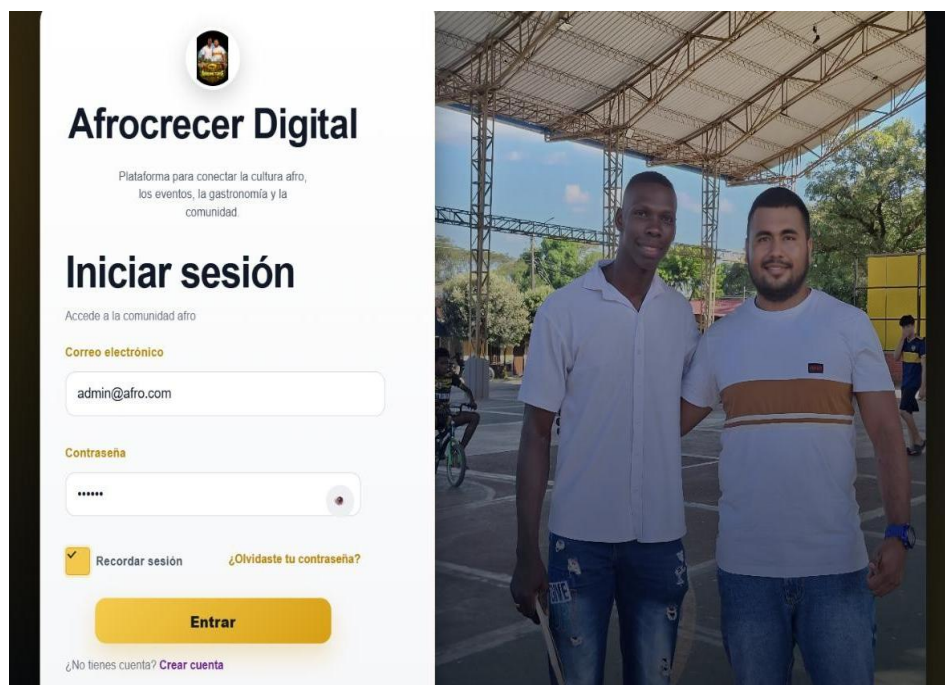 Afrocrecer Digital
Plataforma para conectar la cultura afro,
los eventos, la gastronomía y la
comunidad.
Iniciar sesión
Accede a la comunidad afro
Correo electrónico
admin@afro.com
Contraseña
••••••
Recordar sesión ¿Olvidaste tu contraseña?
Entrar
¿No tienes cuenta? Crear cuenta